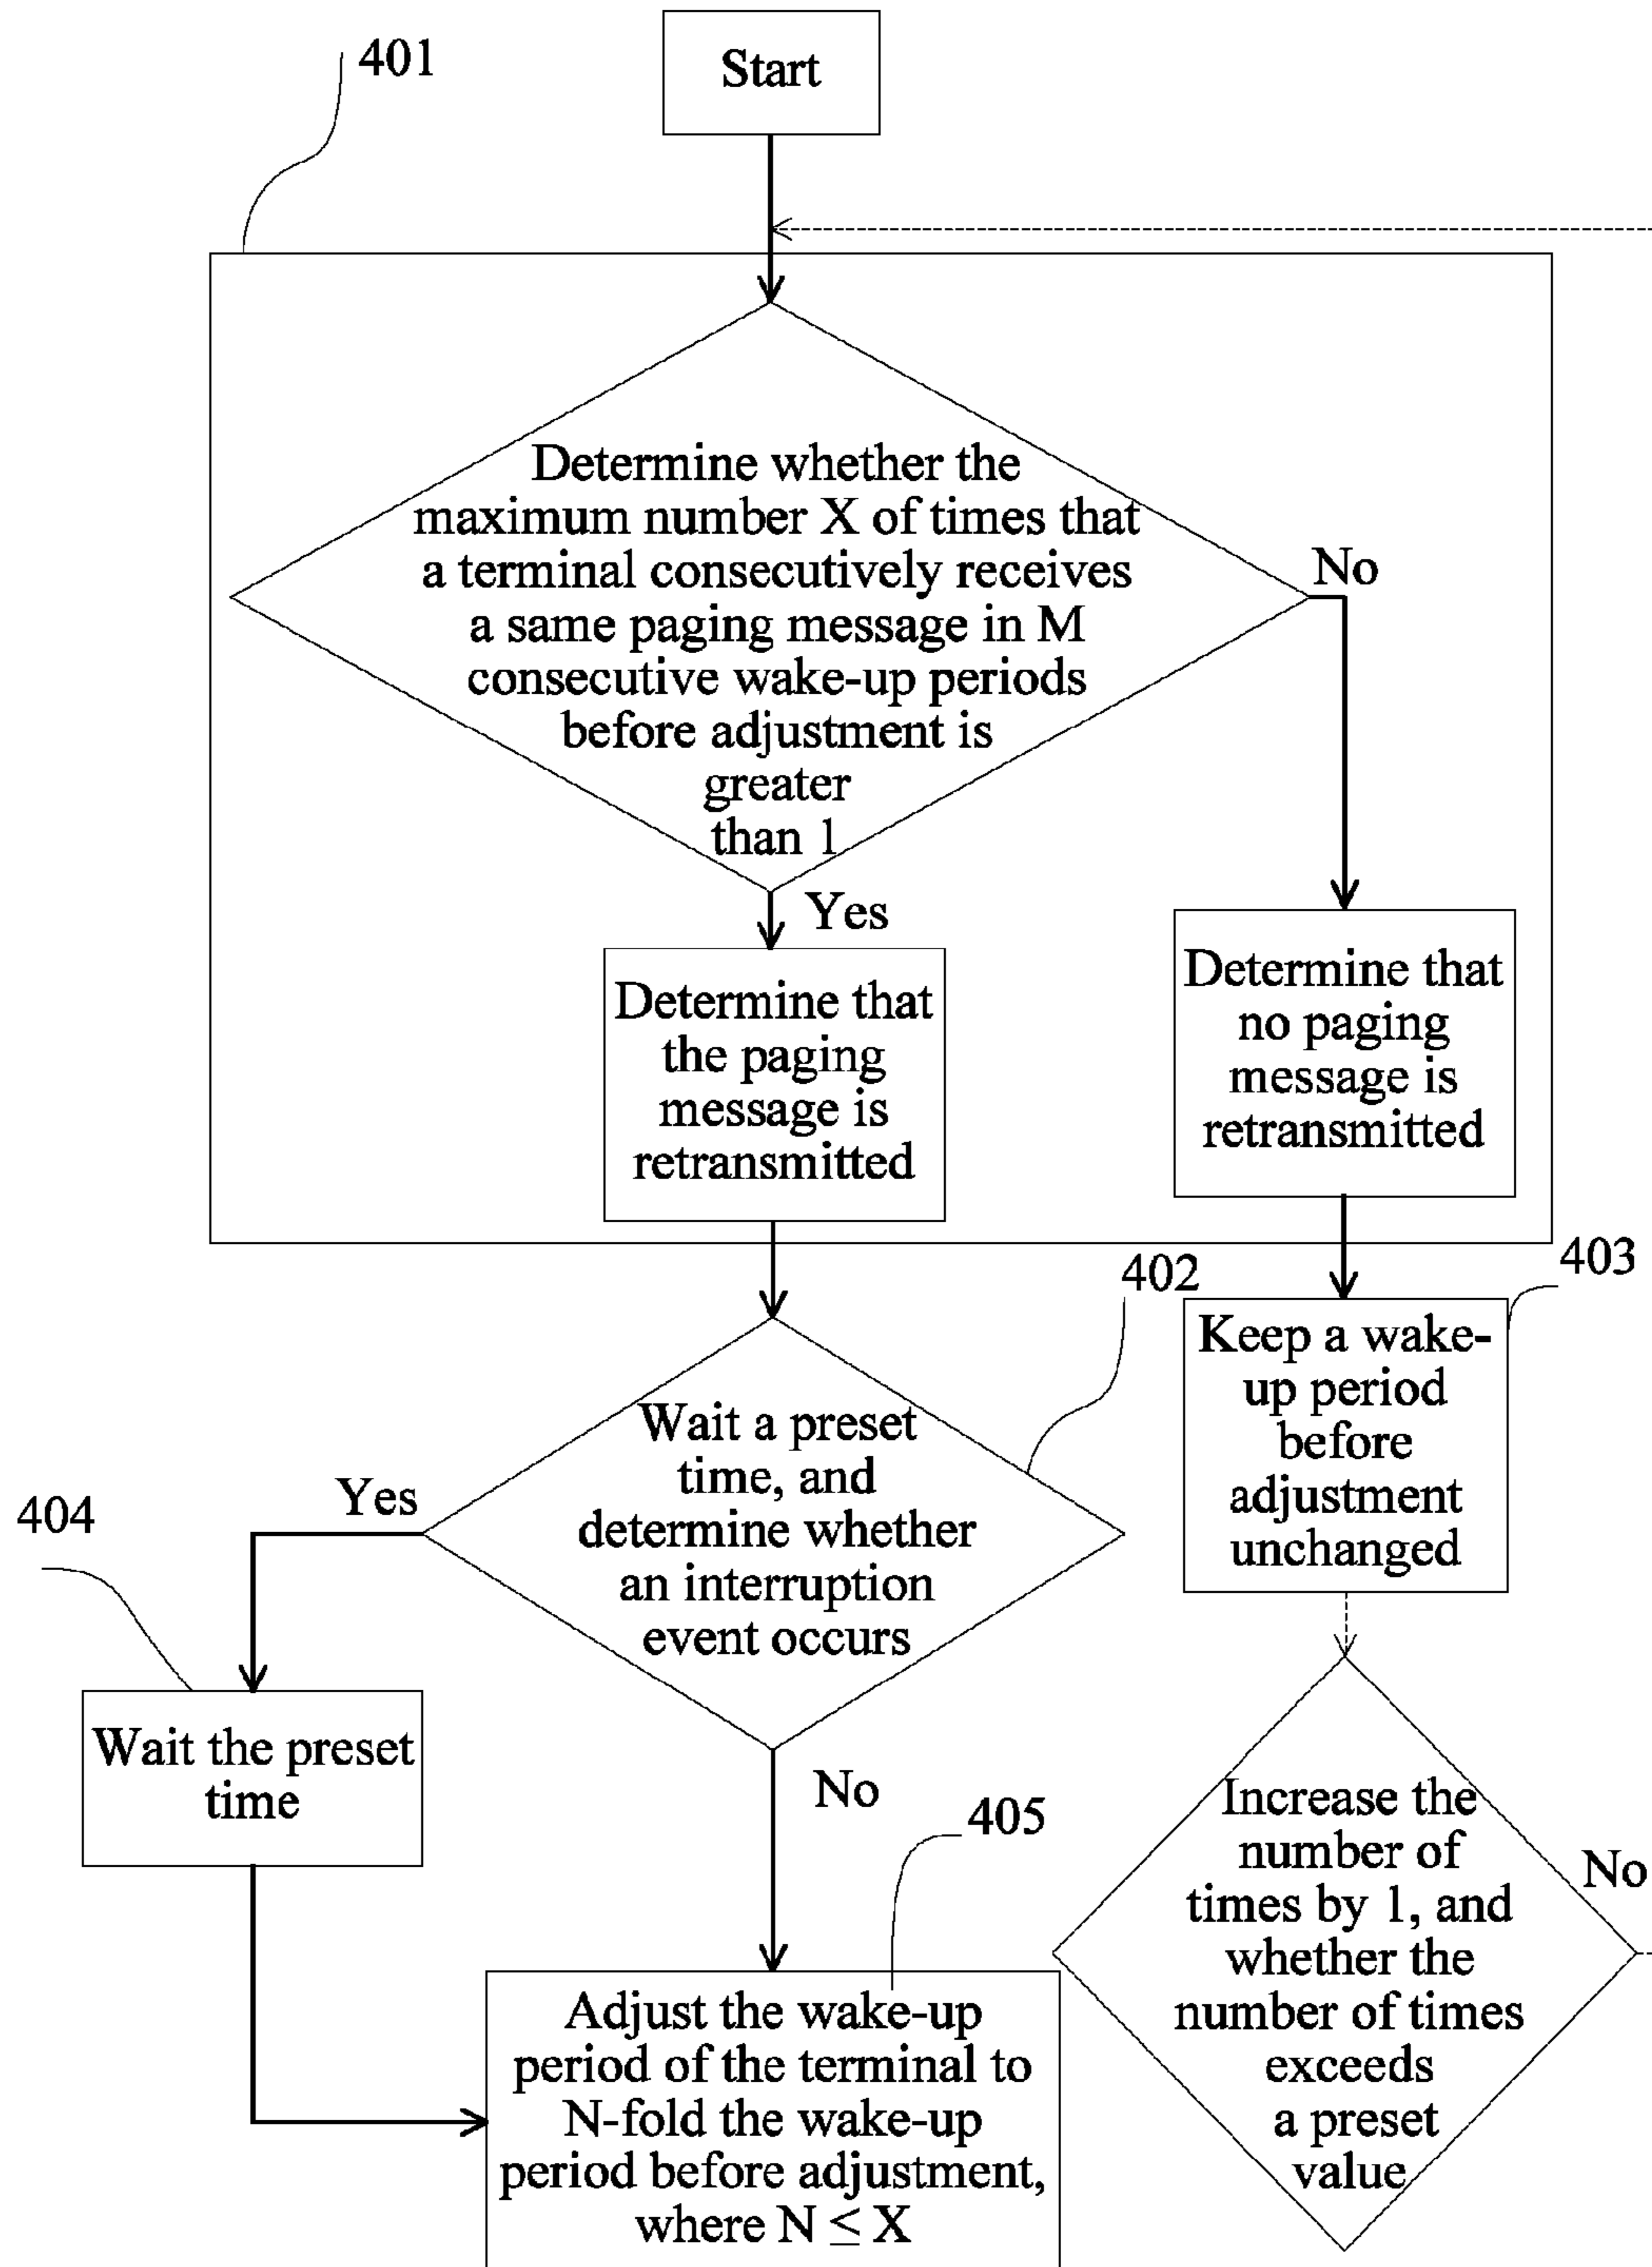 401
Start
Determine whether the
maximum number X of times that
a terminal consecutively receives
a same paging message in M
consecutive wake-up periods
before adjustment is
greater
than 1
No
Yes
Determine that
the paging
message is
retransmitted
Determine that
no paging
message is
retransmitted
402
403
Keep a wake-
up period
before
adjustment
unchanged
Wait a preset
time, and
determine whether
an interruption
event occurs
Yes
404
Wait the preset
time
No
405
Increase the
number of
times by 1, and
whether the
number of times
exceeds
a preset
value
No
Adjust the wake-up
period of the terminal to
N-fold the wake-up
period before adjustment,
where N ≤ X